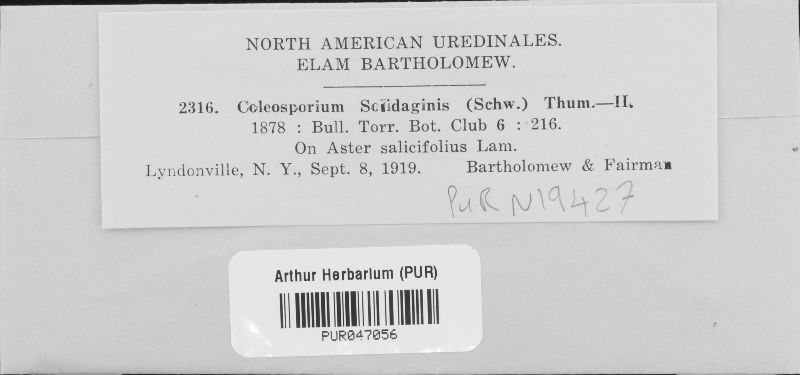 NORTH AMERICAN UREDINALES.
ELAM BARTHOLOMEW.
2316. Coleosporium Solidaginis (Schw.) Thum.—II.
1878 : Bull. Torr. Bot. Club 6 : 216.
On Aster salicifolius Lam.
Lyndonville, N. Y., Sept. 8, 1919. Bartholomew & Fairman
PUR N19427
Arthur Herbarium (PUR)
PUR047056